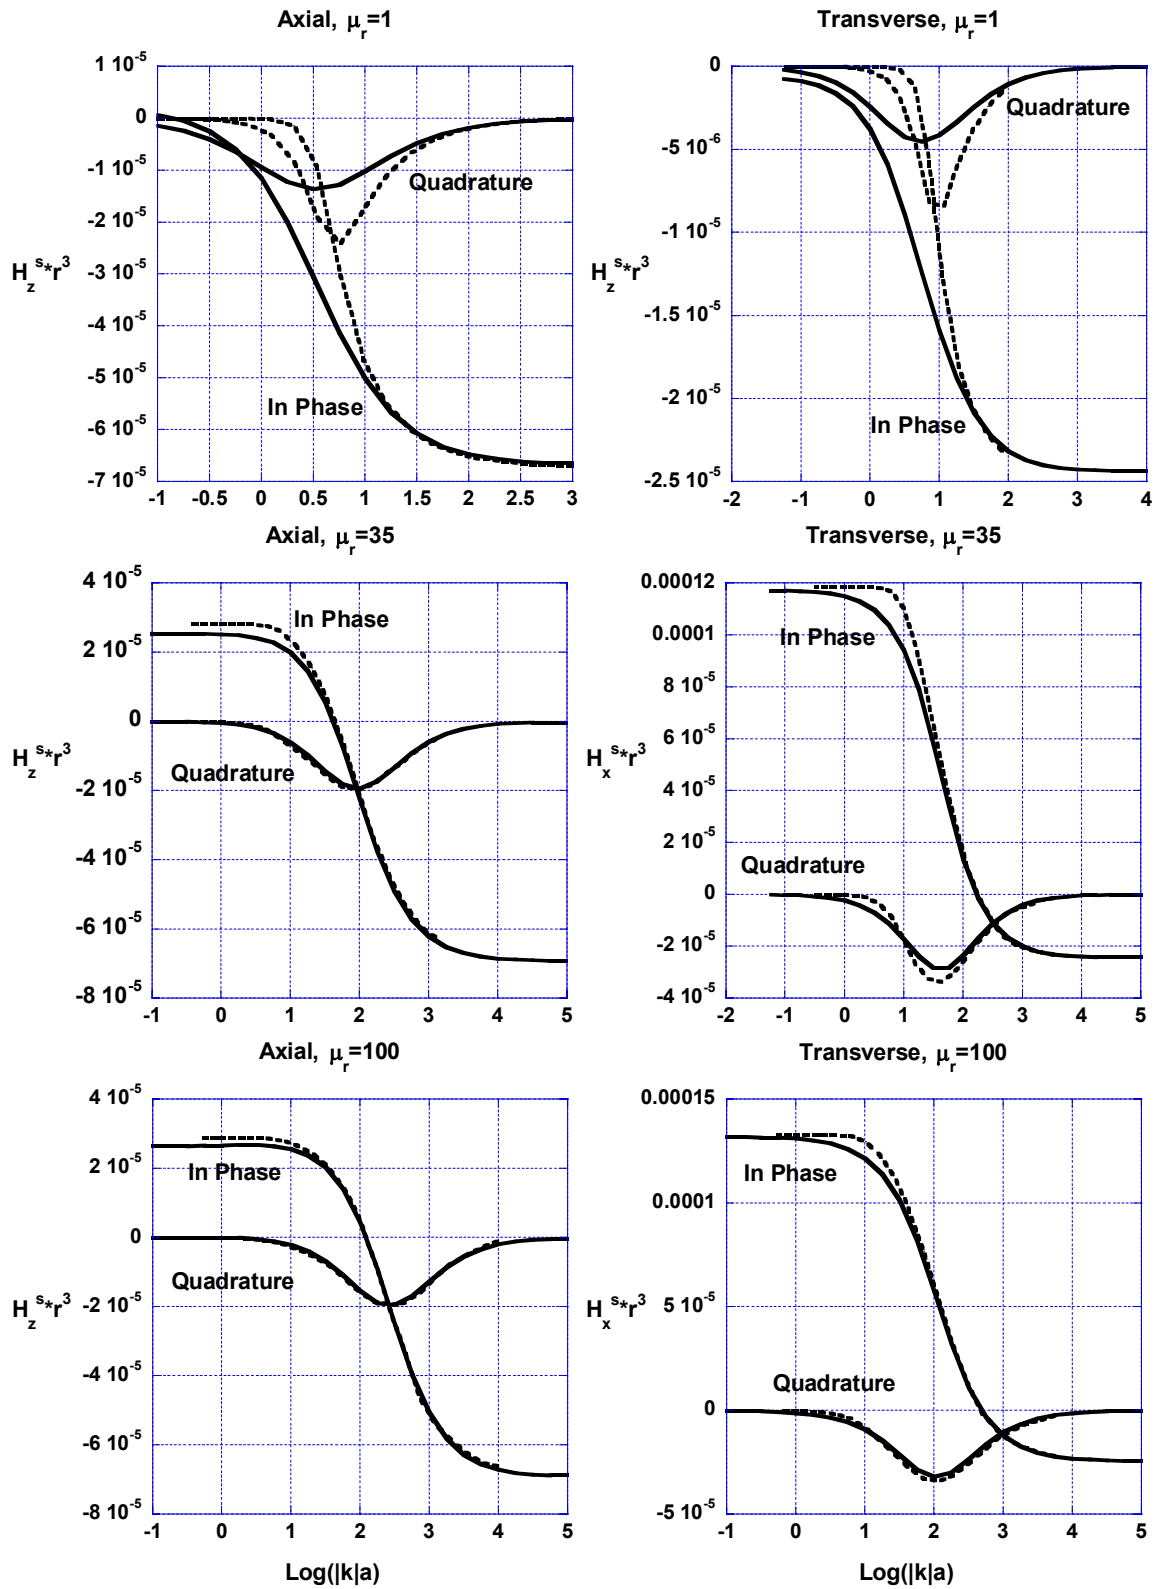 Axial, μr=1
1 10-5
0
-1 10-5
-2 10-5
-3 10-5
-4 10-5
-5 10-5
-6 10-5
-7 10-5
Hzs*r3
Quadrature
In Phase
-1 -0.5 0 0.5 1 1.5 2 2.5 3
Transverse, μr=1
0
-5 10-6
-1 10-5
-1.5 10-5
-2 10-5
-2.5 10-5
Hzs*r3
Quadrature
In Phase
-2 -1 0 1 2 3 4
Axial, μr=35
4 10-5
2 10-5
0
-2 10-5
-4 10-5
-6 10-5
-8 10-5
Hzs*r3
In Phase
Quadrature
-1 0 1 2 3 4 5
Transverse, μr=35
0.00012
0.0001
8 10-5
6 10-5
4 10-5
2 10-5
0
-2 10-5
-4 10-5
Hxs*r3
In Phase
Quadrature
-2 -1 0 1 2 3 4 5
Axial, μr=100
4 10-5
2 10-5
0
-2 10-5
-4 10-5
-6 10-5
-8 10-5
Hzs*r3
In Phase
Quadrature
-1 0 1 2 3 4 5
Log(|k|a)
Transverse, μr=100
0.00015
0.0001
5 10-5
0
-5 10-5
Hxs*r3
In Phase
Quadrature
-1 0 1 2 3 4 5
Log(|k|a)